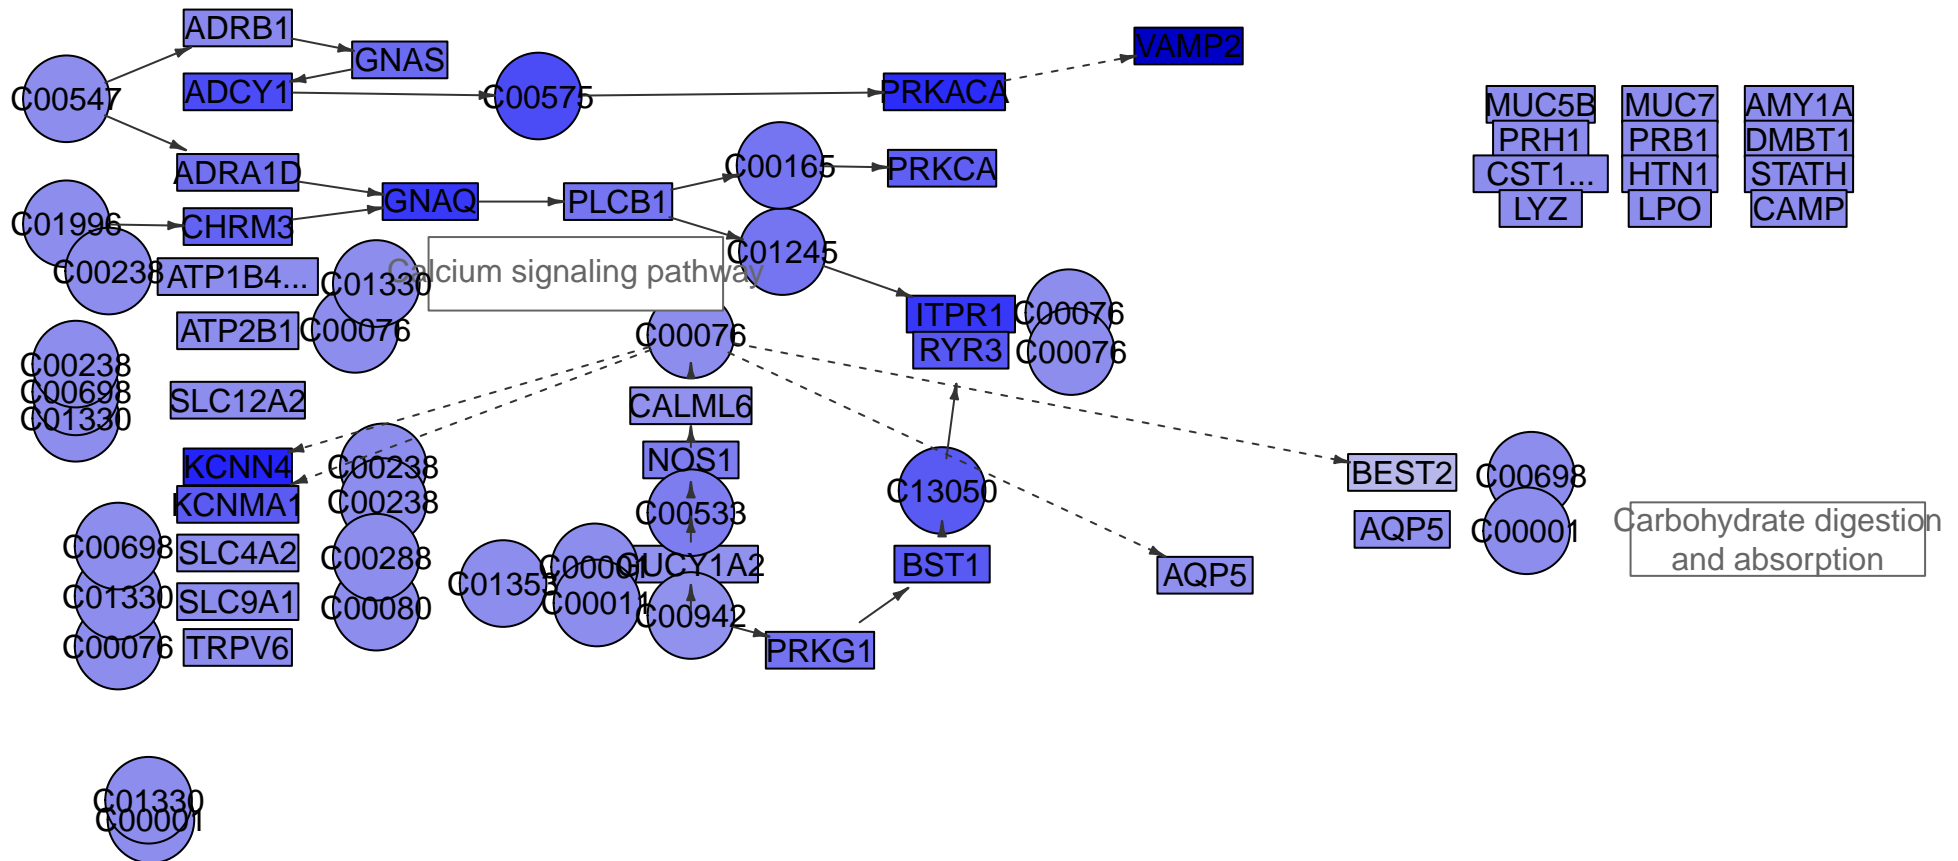 ADRB1
GNAS
VAMP2
C00547
ADCY1
C00575
PRKACA
MUC5B
MUC7
AMY1A
PRH1
PRB1
DMBT1
ADRA1D
C00165
PRKCA
CST1...
HTN1
STATH
GNAQ
PLCB1
LYZ
LPO
CAMP
C01996
CHRM3
C01245
C00238
ATP1B4...
C01330
Calcium signaling pathway
ATP2B1
C00076
C00076
ITPR1
C00076
RYR3
C00076
C00238
C00698
C01330
SLC12A2
CALML6
KCNN4
C00238
NOS1
BEST2
C00698
KCNMA1
C00238
C00533
C13050
AQP5
C00001
Carbohydrate digestion
and absorption
C00698
SLC4A2
C00288
C01353
C00001
GUCY1A2
BST1
AQP5
C01330
SLC9A1
C00080
C00011
C00942
C00076
TRPV6
PRKG1
C01330
C00001